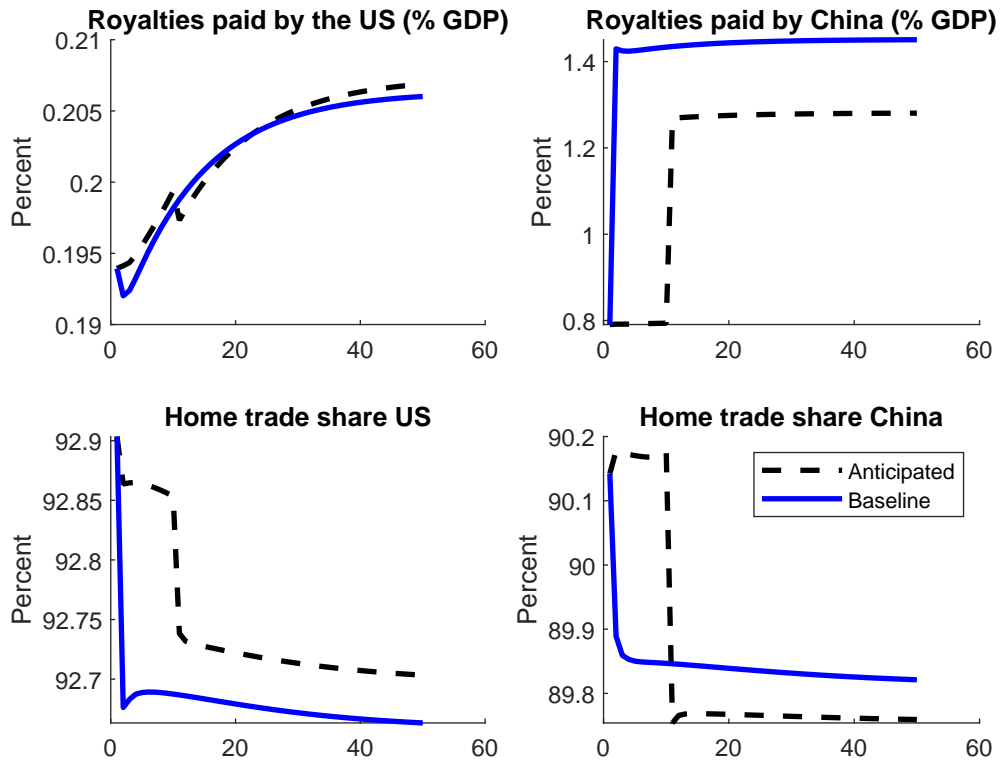 Royalties paid by the US (% GDP)
0.21
0.205
0.2
0.195
0.19
Percent
0 20 40 60
Royalties paid by China (% GDP)
1.4
1.2
1
0.8
Percent
0 20 40 60
Home trade share US
92.9
92.85
92.8
92.75
92.7
Percent
0 20 40 60
Home trade share China
90.2
90.1
90
89.9
89.8
Percent
0 20 40 60
Anticipated
Baseline